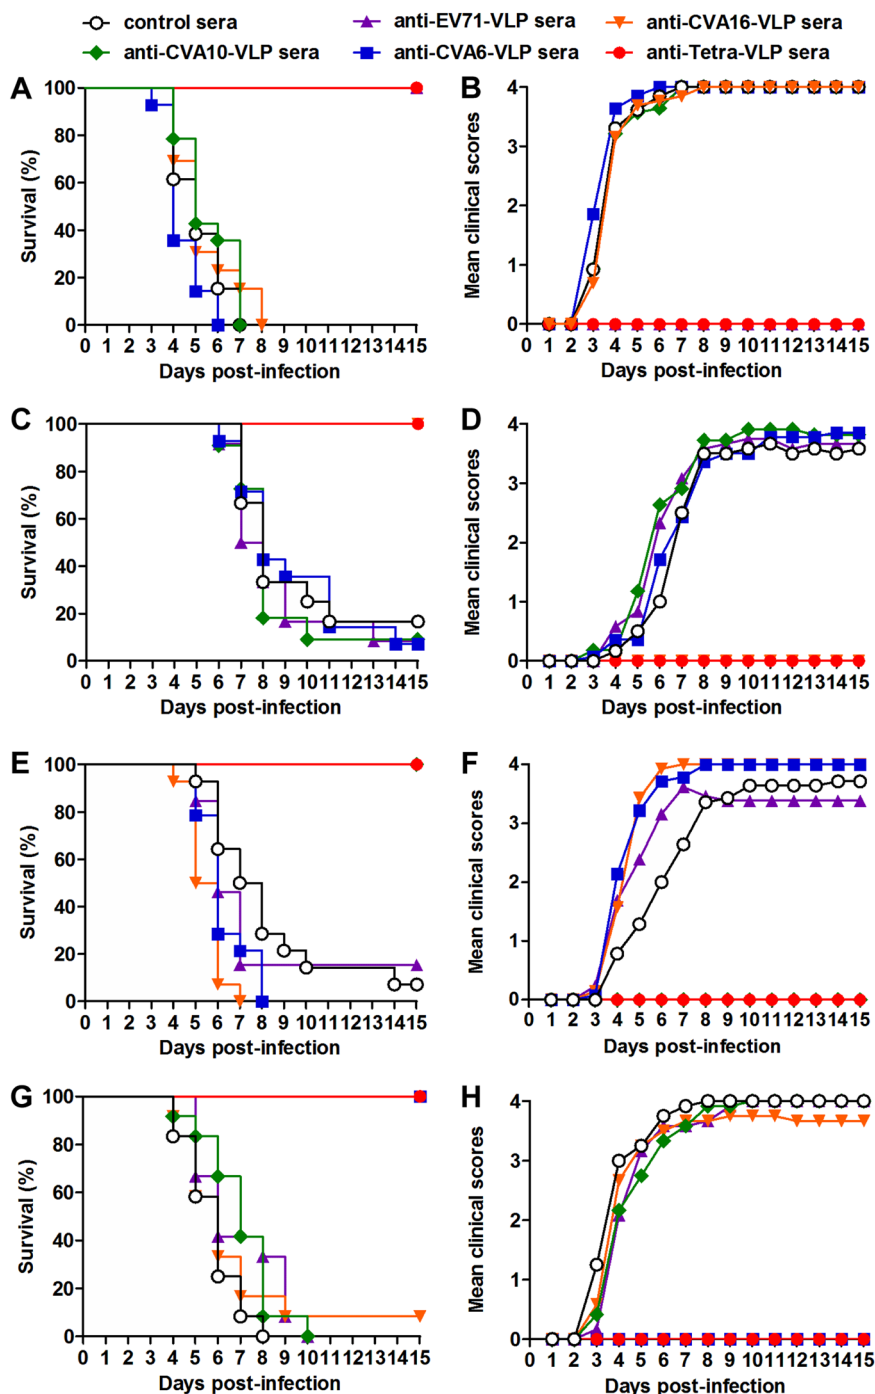 control sera anti-EV71-VLP sera anti-CVA16-VLP sera
anti-CVA10-VLP sera anti-CVA6-VLP sera anti-Tetra-VLP sera
A
Survival (%)
100
80
60
40
20
0
0 1 2 3 4 5 6 7 8 9 10 11 12 13 14 15
Days post-infection
B
Mean clinical scores
4
3
2
1
0
0 1 2 3 4 5 6 7 8 9 10 11 12 13 14 15
Days post-infection
C
Survival (%)
100
80
60
40
20
0
0 1 2 3 4 5 6 7 8 9 10 11 12 13 14 15
Days post-infection
D
Mean clinical scores
4
3
2
1
0
0 1 2 3 4 5 6 7 8 9 10 11 12 13 14 15
Days post-infection
E
Survival (%)
100
80
60
40
20
0
0 1 2 3 4 5 6 7 8 9 10 11 12 13 14 15
Days post-infection
F
Mean clinical scores
4
3
2
1
0
0 1 2 3 4 5 6 7 8 9 10 11 12 13 14 15
Days post-infection
G
Survival (%)
100
80
60
40
20
0
0 1 2 3 4 5 6 7 8 9 10 11 12 13 14 15
Days post-infection
H
Mean clinical scores
4
3
2
1
0
0 1 2 3 4 5 6 7 8 9 10 11 12 13 14 15
Days post-infection